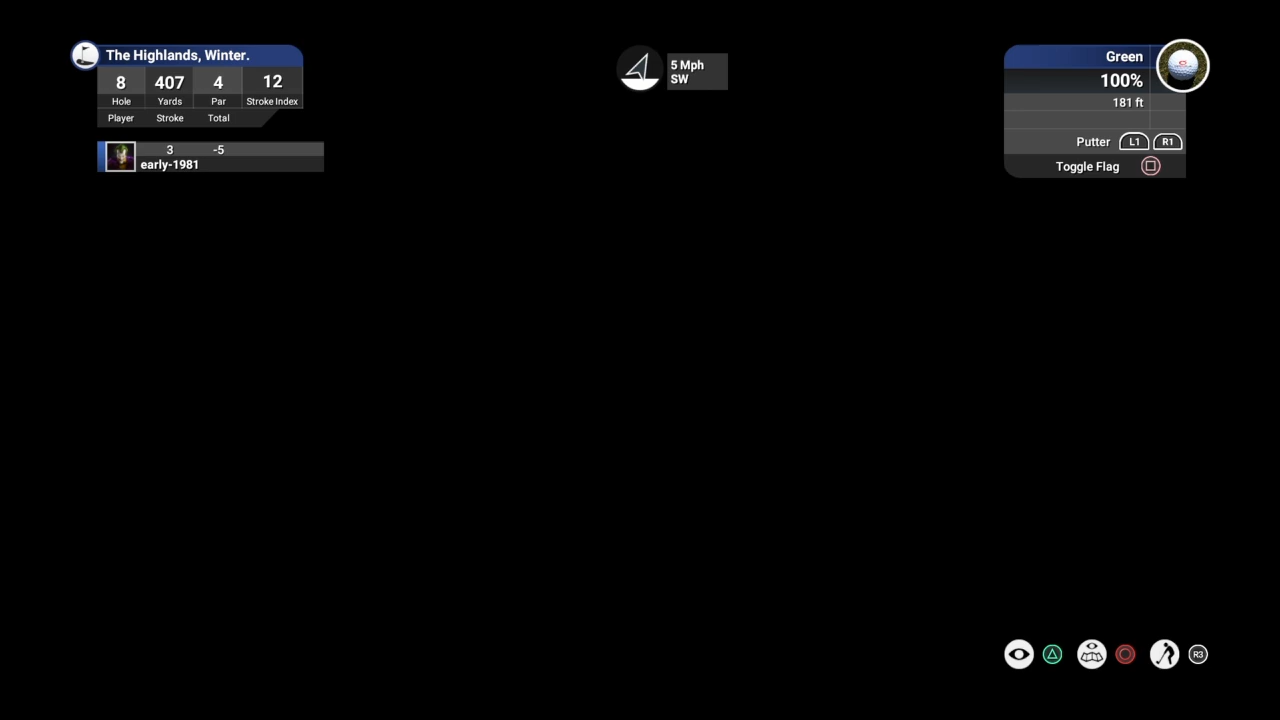 The Highlands, Winter.
8 407 4 12
Hole Yards Par Stroke Index
Player Stroke Total
3 -5
early-1981
5 Mph
SW
Green
100%
181 ft
Putter L1 R1
Toggle Flag
R3